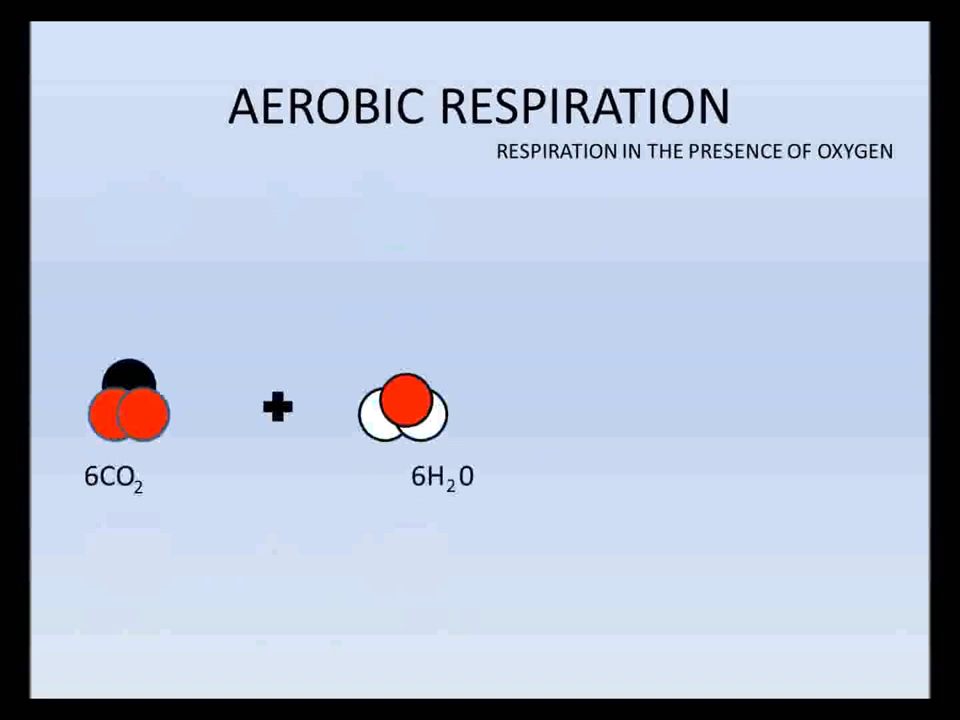 AEROBIC RESPIRATION
RESPIRATION IN THE PRESENCE OF OXYGEN
6CO₂ 6H₂0